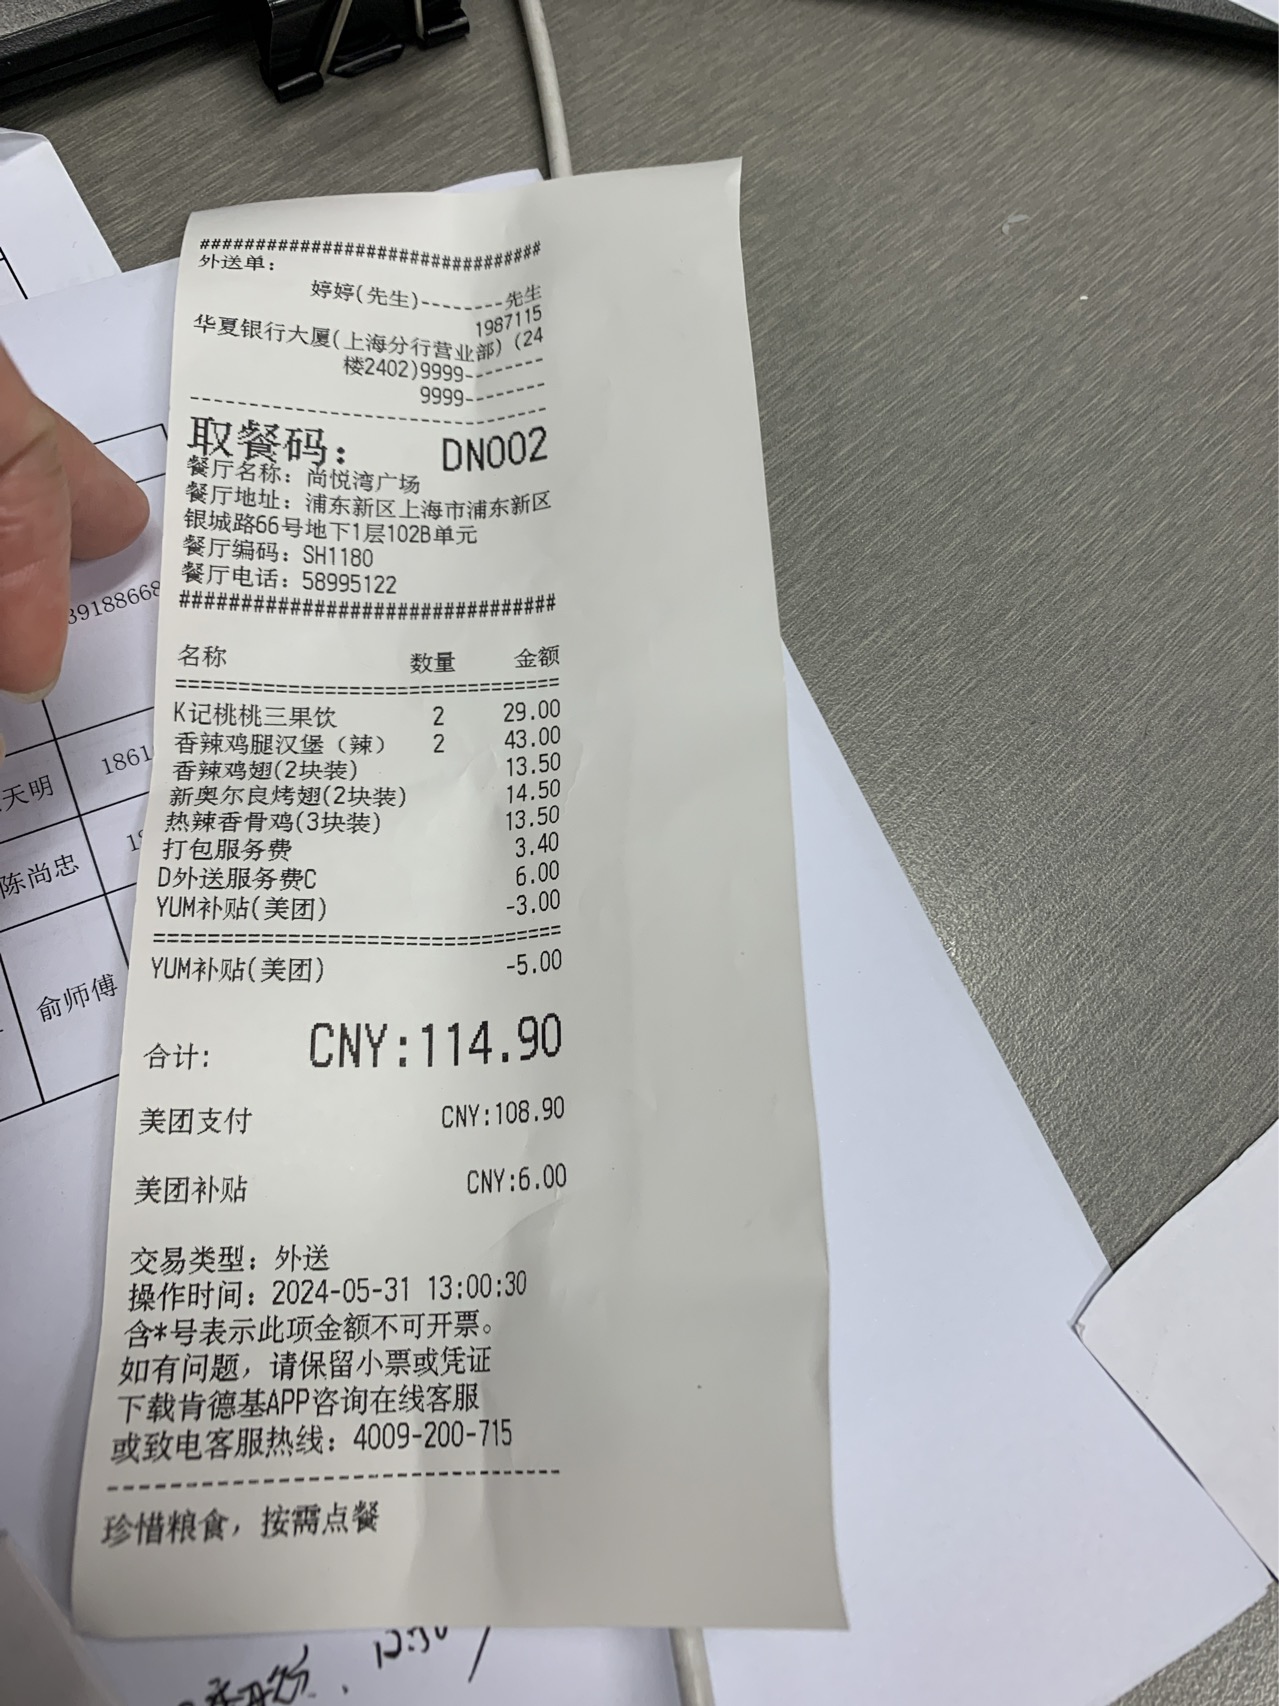 ################################
外送单：
婷婷(先生)--------先生
1987115
华夏银行大厦(上海分行营业部)(24
楼2402)9999--------
9999--------
--------------------------------
取餐码： DN002
餐厅名称：尚悦湾广场
餐厅地址：浦东新区上海市浦东新区
银城路66号地下1层102B单元
餐厅编码：SH1180
餐厅电话：58995122
################################
名称 数量 金额
================================
K记桃桃三果饮 2 29.00
香辣鸡腿汉堡（辣） 2 43.00
香辣鸡翅(2块装) 13.50
新奥尔良烤翅(2块装) 14.50
热辣香骨鸡(3块装) 13.50
打包服务费 3.40
D外送服务费C 6.00
YUM补贴(美团) -3.00
================================
YUM补贴(美团) -5.00
合计: CNY:114.90
美团支付 CNY:108.90
美团补贴 CNY:6.00
交易类型：外送
操作时间：2024-05-31 13:00:30
含*号表示此项金额不可开票。
如有问题，请保留小票或凭证
下载肯德基APP咨询在线客服
或致电客服热线：4009-200-715
--------------------------------
珍惜粮食，按需点餐
39188668
天明 1861
陈尚忠 18
俞师傅
12:30